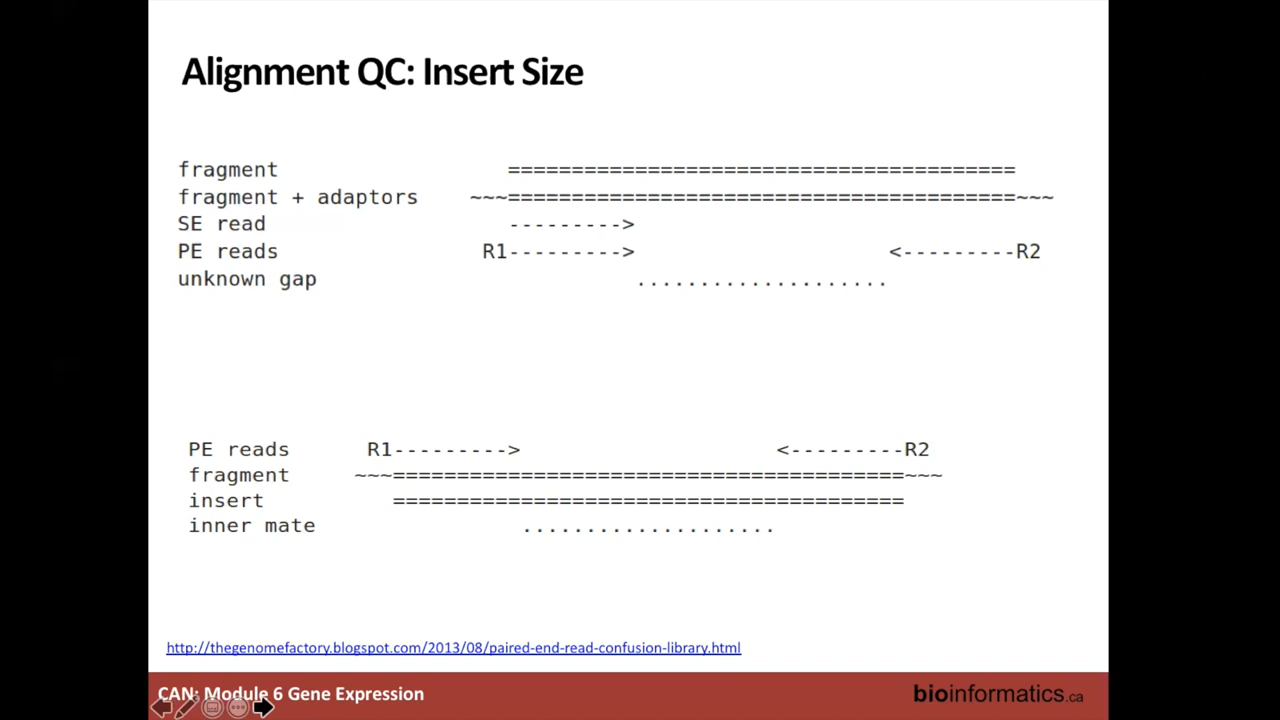 Alignment QC: Insert Size
fragment ========================================
fragment + adaptors ~~~========================================~~~
SE read --------->
PE reads R1---------> <---------R2
unknown gap ....................
PE reads R1---------> <---------R2
fragment ~~~========================================~~~
insert ========================================
inner mate ....................
http://thegenomefactory.blogspot.com/2013/08/paired-end-read-confusion-library.html
CAN: Module 6 Gene Expression
bioinformatics.ca